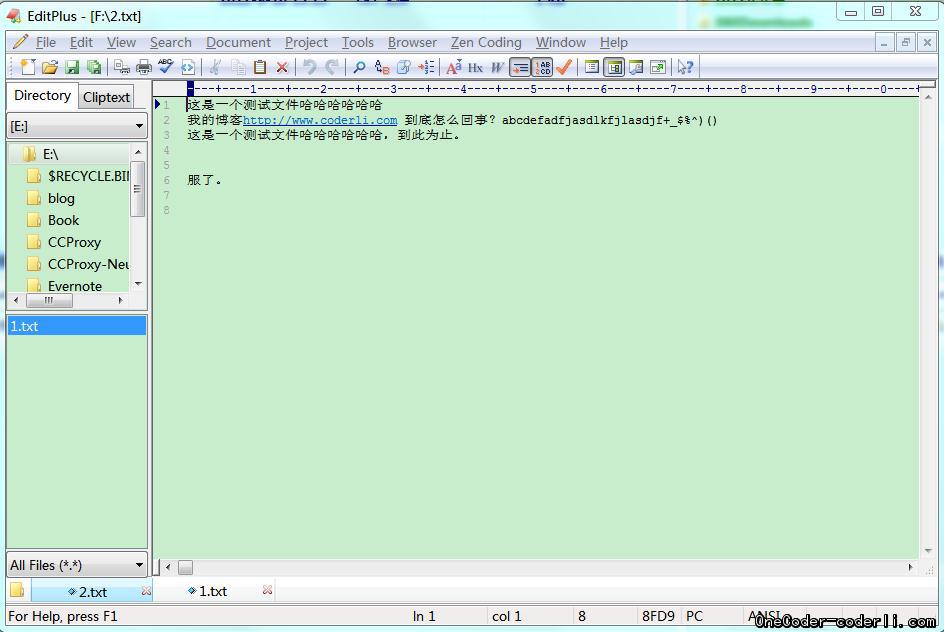 EditPlus - [F:\2.txt]
File Edit View Search Document Project Tools Browser Zen Coding Window Help
Directory Cliptext
[E:]
E:\
$RECYCLE.BIN
blog
Book
CCProxy
CCProxy-Neu
Evernote
1.txt
All Files (*.*)
----+----1----+----2----+----3----+----4----+----5----+----6----+----7----+----8----+----9----+----0----+
1 这是一个测试文件哈哈哈哈哈哈
2 我的博客http://www.coderli.com 到底怎么回事？abcdefadfjasdlkfjlasdjf+_$%^)()
3 这是一个测试文件哈哈哈哈哈哈，到此为止。
4
5
6 服了。
7
8
2.txt 1.txt
For Help, press F1 ln 1 col 1 8 8FD9 PC ANSI
OneCoder-coderli.com